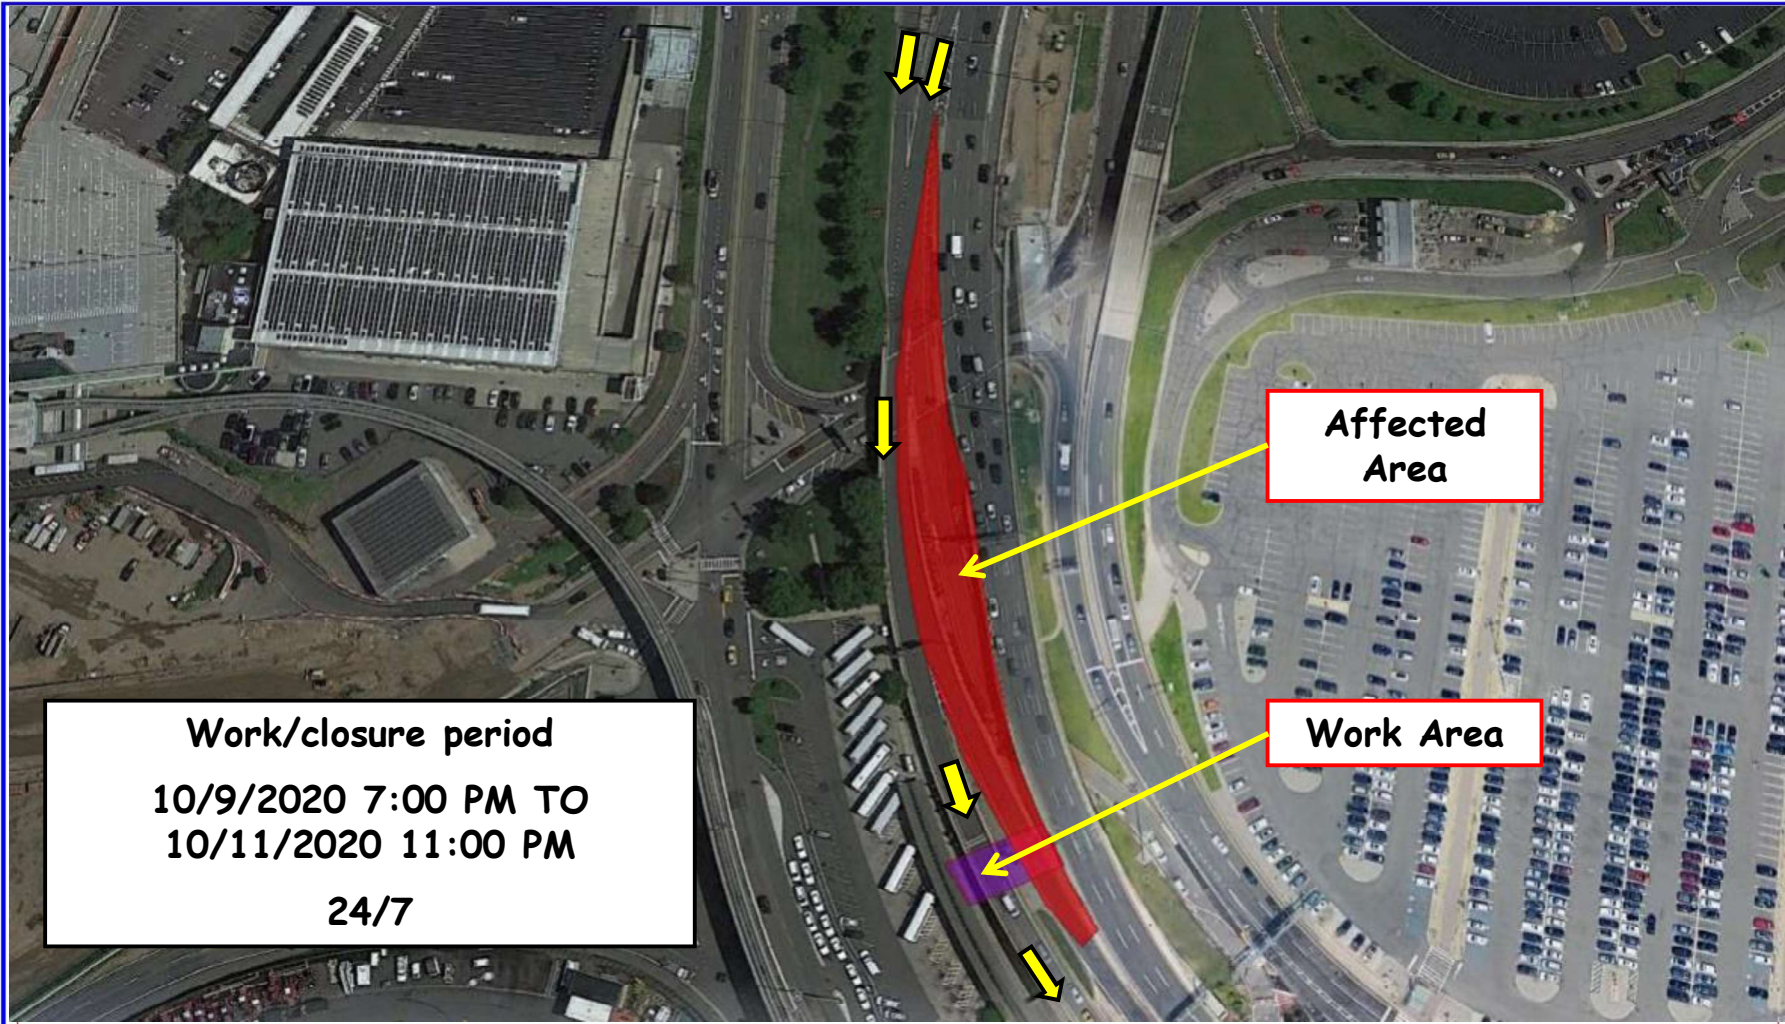 Affected
Area
Work Area
Work/closure period
10/9/2020 7:00 PM TO
10/11/2020 11:00 PM
24/7